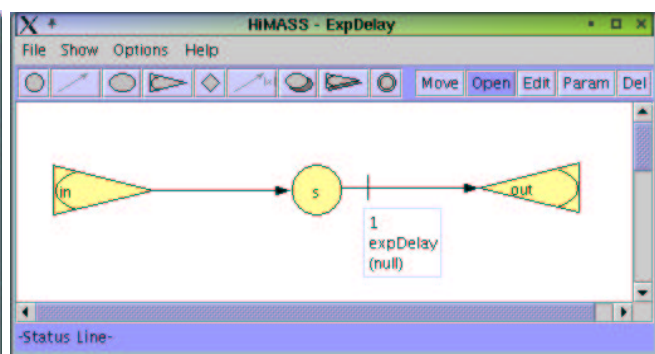 HiMASS - ExpDelay
File Show Options Help
Move Open Edit Param Del
in
s
out
1
expDelay
(null)
-Status Line-